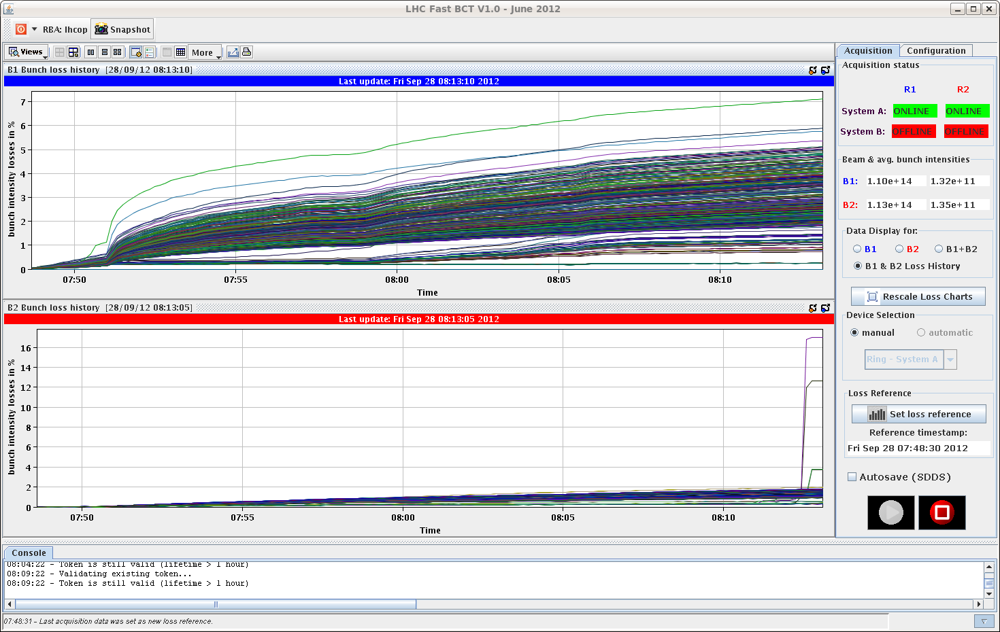 LHC Fast BCT V1.0 - June 2012
RBA: lhcop
Snapshot
Views
More
B1 Bunch loss history [28/09/12 08:13:10]
Last update: Fri Sep 28 08:13:10 2012
bunch intensity losses in %
7
6
5
4
3
2
1
0
07:50 07:55 08:00 08:05 08:10
Time
B2 Bunch loss history [28/09/12 08:13:05]
Last update: Fri Sep 28 08:13:05 2012
bunch intensity losses in %
16
14
12
10
8
6
4
2
0
07:50 07:55 08:00 08:05 08:10
Time
Acquisition Configuration
Acquisition status
R1 R2
System A: ONLINE ONLINE
System B: OFFLINE OFFLINE
Beam & avg. bunch intensities
B1: 1.10e+14 1.32e+11
B2: 1.13e+14 1.35e+11
Data Display for:
B1 B2 B1+B2
B1 & B2 Loss History
Rescale Loss Charts
Device Selection
manual automatic
Ring - System A
Loss Reference
Set loss reference
Reference timestamp:
Fri Sep 28 07:48:30 2012
Autosave (SDDS)
Console
08:04:22 - Token is still valid (lifetime > 1 hour)
08:09:22 - Validating existing token...
08:09:22 - Token is still valid (lifetime > 1 hour)
07:48:31 - Last acquisition data was set as new loss reference.